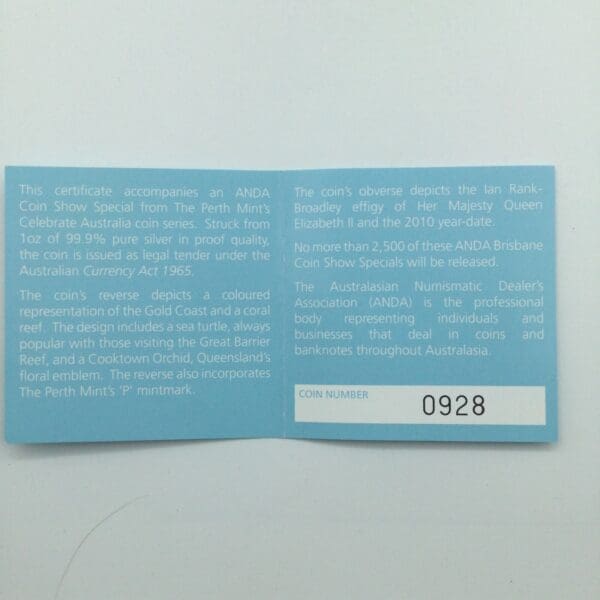 This certificate accompanies an ANDA
Coin Show Special from The Perth Mint's
Celebrate Australia coin series. Struck from
1oz of 99.9% pure silver in proof quality,
the coin is issued as legal tender under the
Australian Currency Act 1965.
The coin's reverse depicts a coloured
representation of the Gold Coast and a coral
reef. The design includes a sea turtle, always
popular with those visiting the Great Barrier
Reef, and a Cooktown Orchid, Queensland's
floral emblem. The reverse also incorporates
The Perth Mint's 'P' mintmark.
The coin's obverse depicts the Ian Rank-
Broadley effigy of Her Majesty Queen
Elizabeth II and the 2010 year-date.
No more than 2,500 of these ANDA Brisbane
Coin Show Specials will be released.
The Australasian Numismatic Dealer's
Association (ANDA) is the professional
body representing individuals and
businesses that deal in coins and
banknotes throughout Australasia.
COIN NUMBER
0928